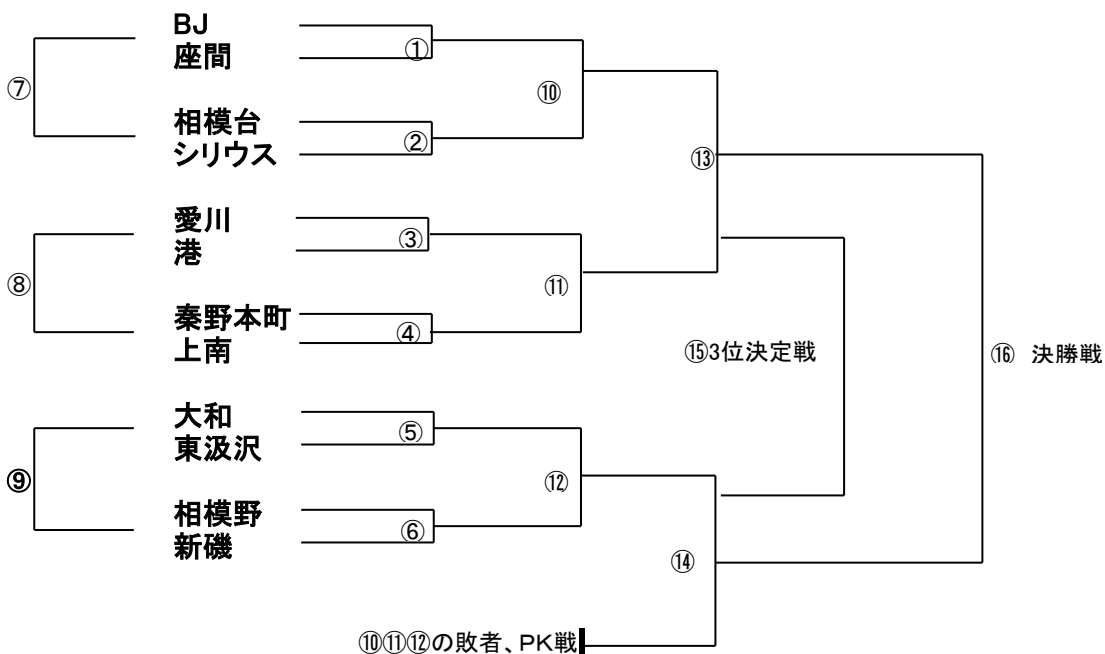 BJ
座間
①
⑦
⑩
相模台
シリウス
②
⑬
愛川
港
③
⑧
⑪
秦野本町
上南
④
⑮3位決定戦
⑯ 決勝戦
大和
東汲沢
⑤
⑨
⑫
相模野
新磯
⑥
⑭
⑩⑪⑫の敗者、PK戦